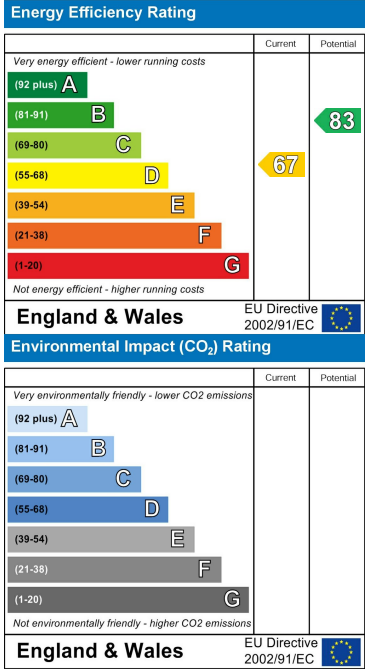 Energy Efficiency Rating
Current Potential
Very energy efficient - lower running costs
(92 plus) A
(81-91) B
83
(69-80) C
67
(55-68) D
(39-54) E
(21-38) F
(1-20) G
Not energy efficient - higher running costs
England & Wales
EU Directive
2002/91/EC
Environmental Impact (CO₂) Rating
Current Potential
Very environmentally friendly - lower CO2 emissions
(92 plus) A
(81-91) B
(69-80) C
(55-68) D
(39-54) E
(21-38) F
(1-20) G
Not environmentally friendly - higher CO2 emissions
England & Wales
EU Directive
2002/91/EC